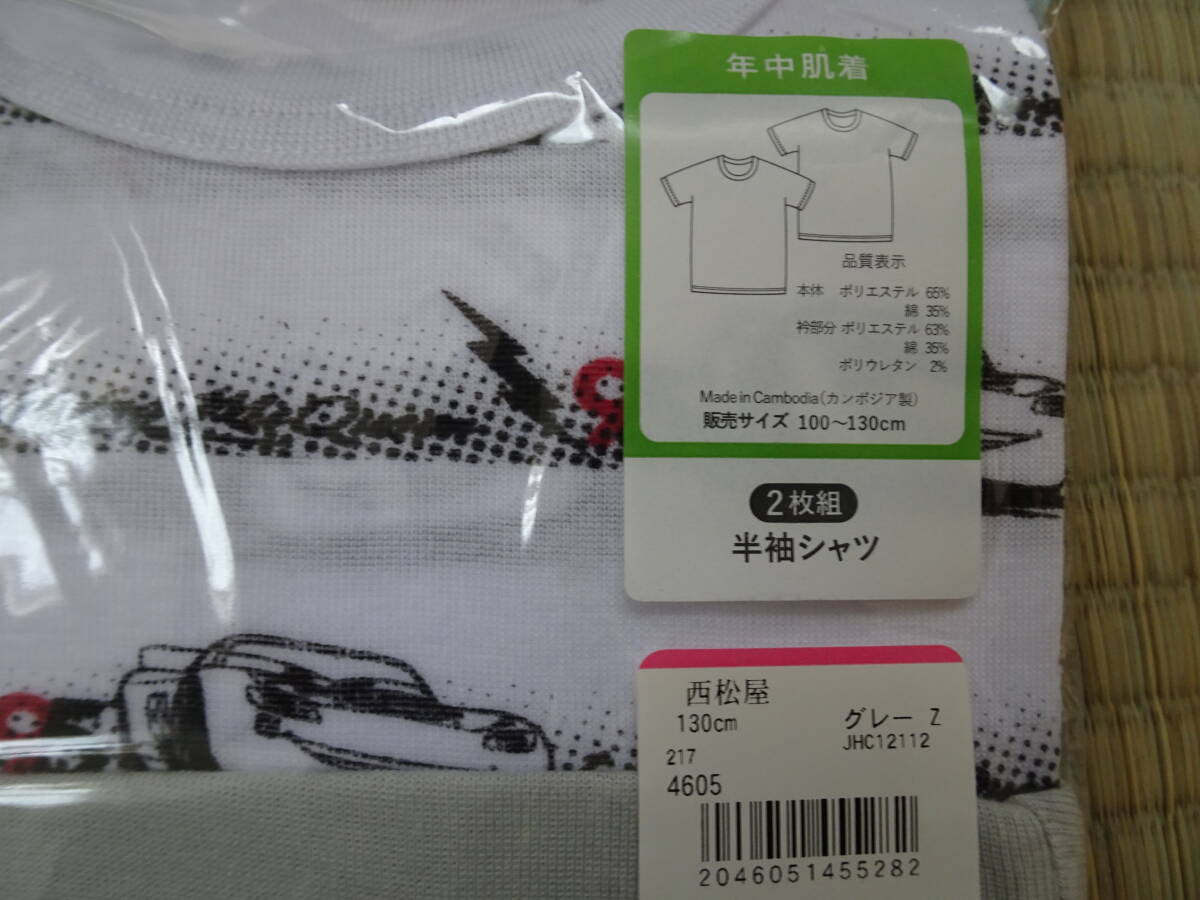 年中肌着
品質表示
本体 ポリエステル 65%
綿 35%
衿部分 ポリエステル 63%
綿 35%
ポリウレタン 2%
Made in Cambodia(カンボジア製)
販売サイズ 100〜130cm
2枚組
半袖シャツ
西松屋
130cm グレー Z
217 JHC12112
4605
2046051455282